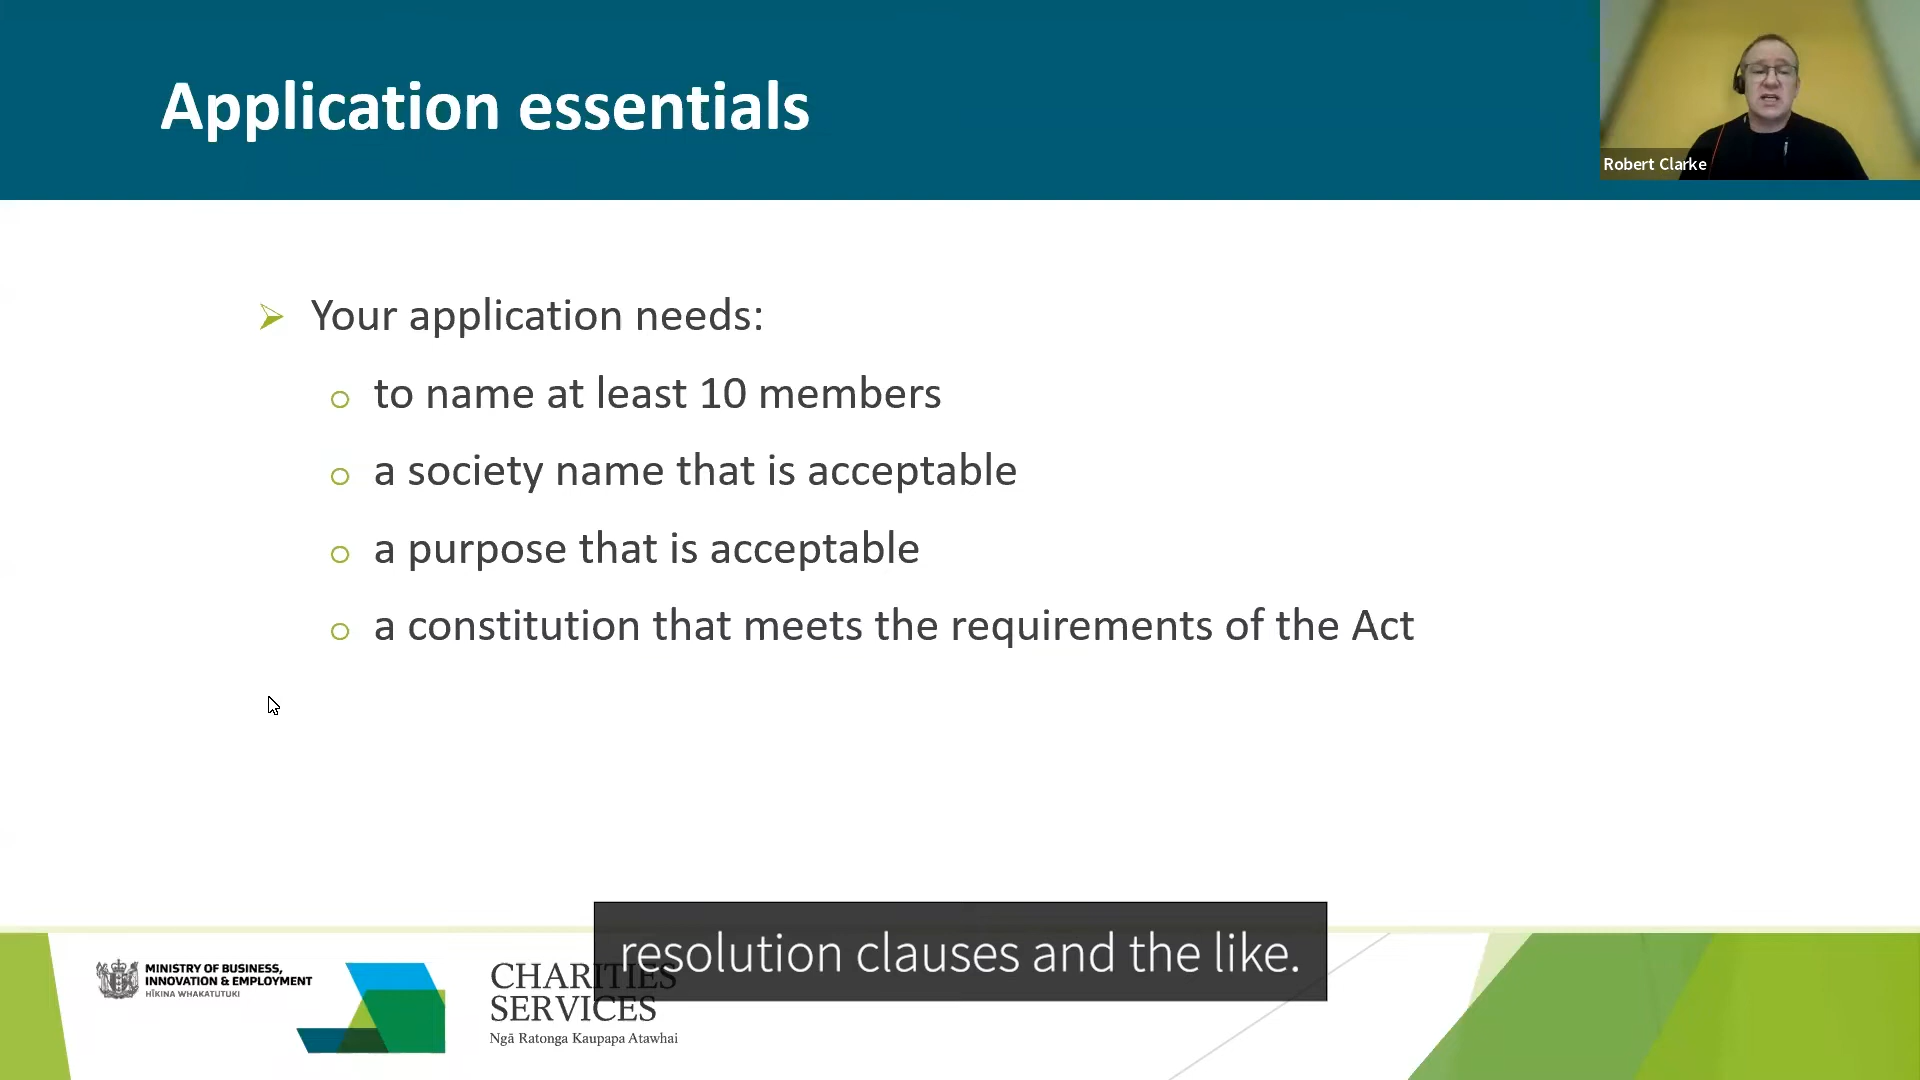 Application essentials
Robert Clarke
Your application needs:
to name at least 10 members
a society name that is acceptable
a purpose that is acceptable
a constitution that meets the requirements of the Act
resolution clauses and the like.
MINISTRY OF BUSINESS,
INNOVATION & EMPLOYMENT
HĪKINA WHAKATUTUKI
CHARITIES
SERVICES
Ngā Ratonga Kaupapa Atawhai